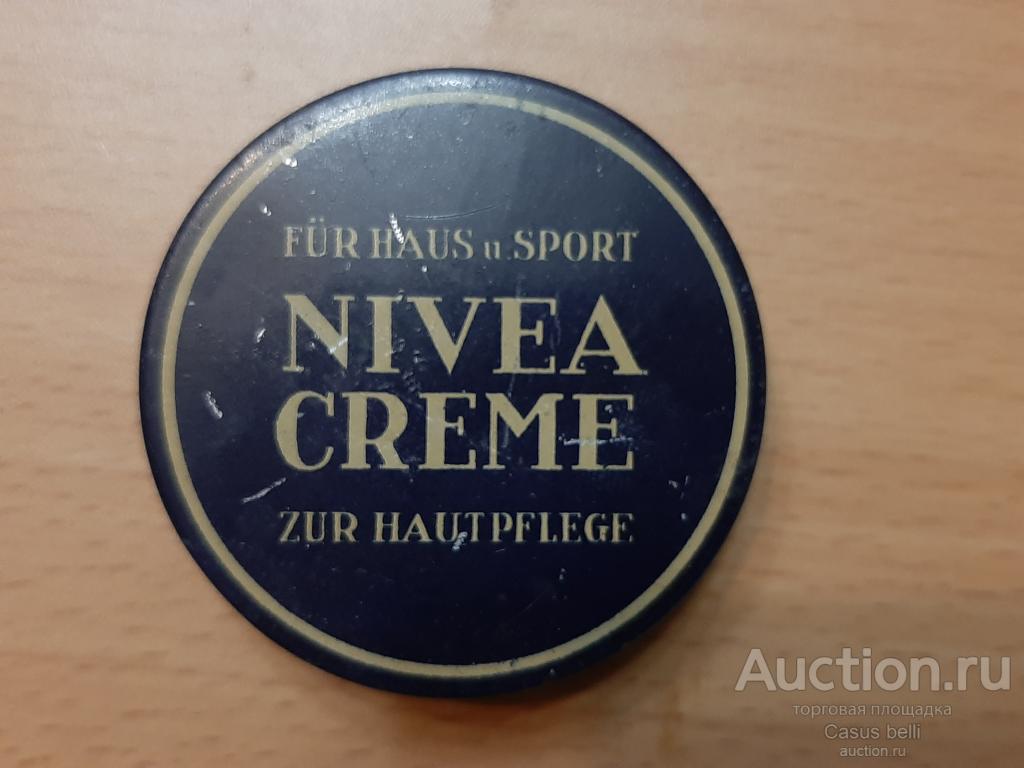 FÜR HAUS u. SPORT
NIVEA
CREME
ZUR HAUTPFLEGE
Auction.ru
торговая площадка
Casus belli
auction.ru